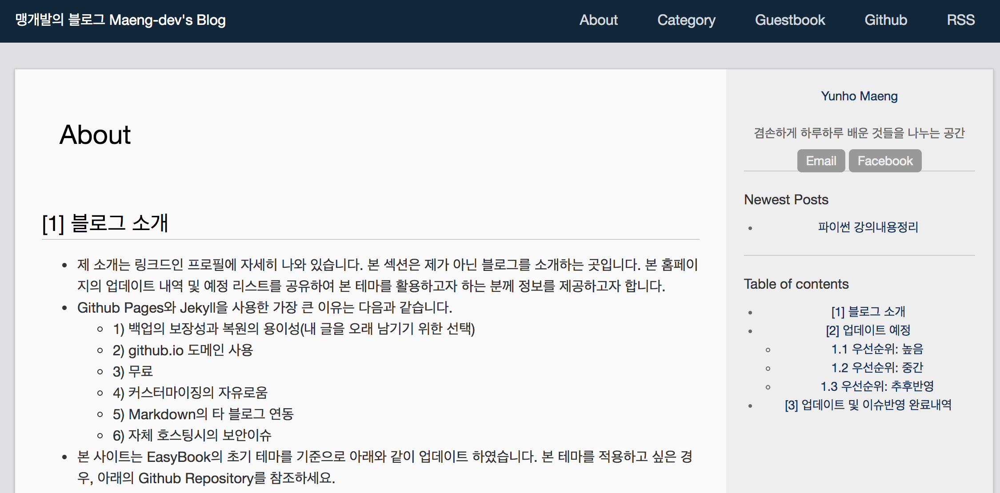 맹개발의 블로그 Maeng-dev's Blog
About
Category
Guestbook
Github
RSS
About
[1] 블로그 소개
제 소개는 링크드인 프로필에 자세히 나와 있습니다. 본 섹션은 제가 아닌 블로그를 소개하는 곳입니다. 본 홈페이
지의 업데이트 내역 및 예정 리스트를 공유하여 본 테마를 활용하고자 하는 분께 정보를 제공하고자 합니다.
Github Pages와 Jekyll을 사용한 가장 큰 이유는 다음과 같습니다.
1) 백업의 보장성과 복원의 용이성(내 글을 오래 남기기 위한 선택)
2) github.io 도메인 사용
3) 무료
4) 커스터마이징의 자유로움
5) Markdown의 타 블로그 연동
6) 자체 호스팅시의 보안이슈
본 사이트는 EasyBook의 초기 테마를 기준으로 아래와 같이 업데이트 하였습니다. 본 테마를 적용하고 싶은 경
우, 아래의 Github Repository를 참조하세요.
Yunho Maeng
겸손하게 하루하루 배운 것들을 나누는 공간
Email
Facebook
Newest Posts
파이썬 강의내용정리
Table of contents
[1] 블로그 소개
[2] 업데이트 예정
1.1 우선순위: 높음
1.2 우선순위: 중간
1.3 우선순위: 추후반영
[3] 업데이트 및 이슈반영 완료내역